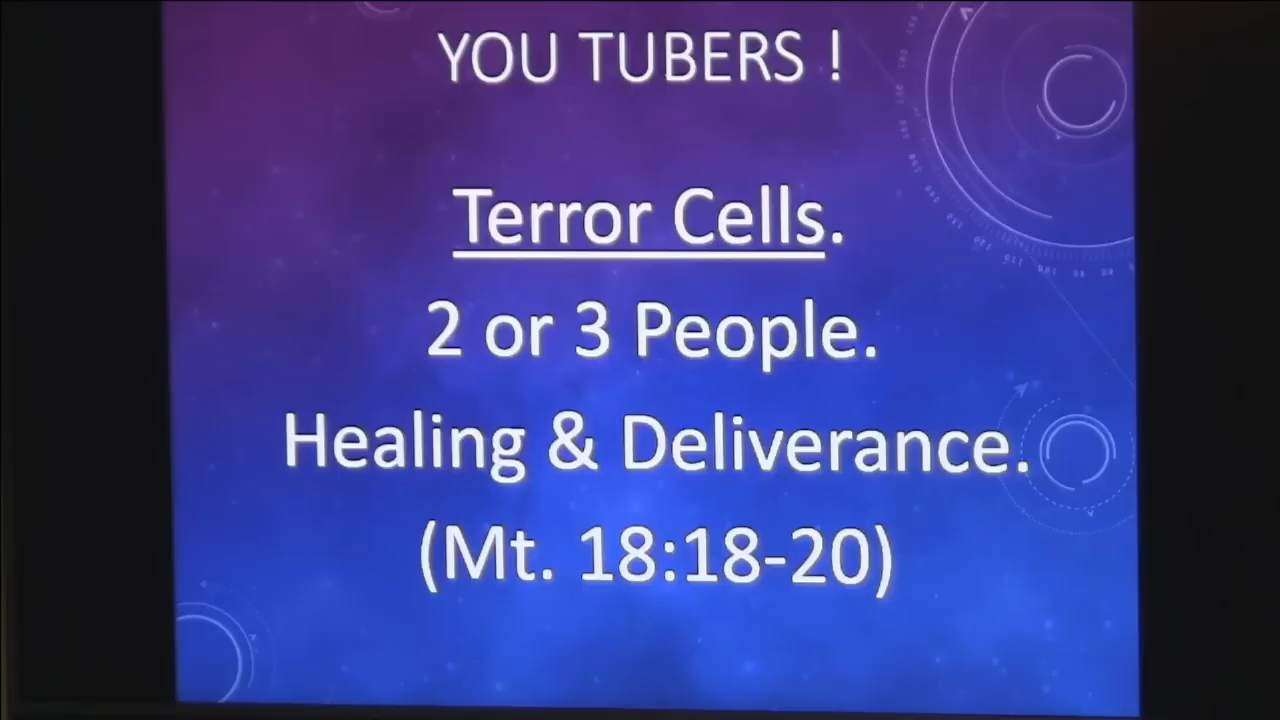 YOU TUBERS !
Terror Cells.
2 or 3 People.
Healing & Deliverance.
(Mt. 18:18-20)